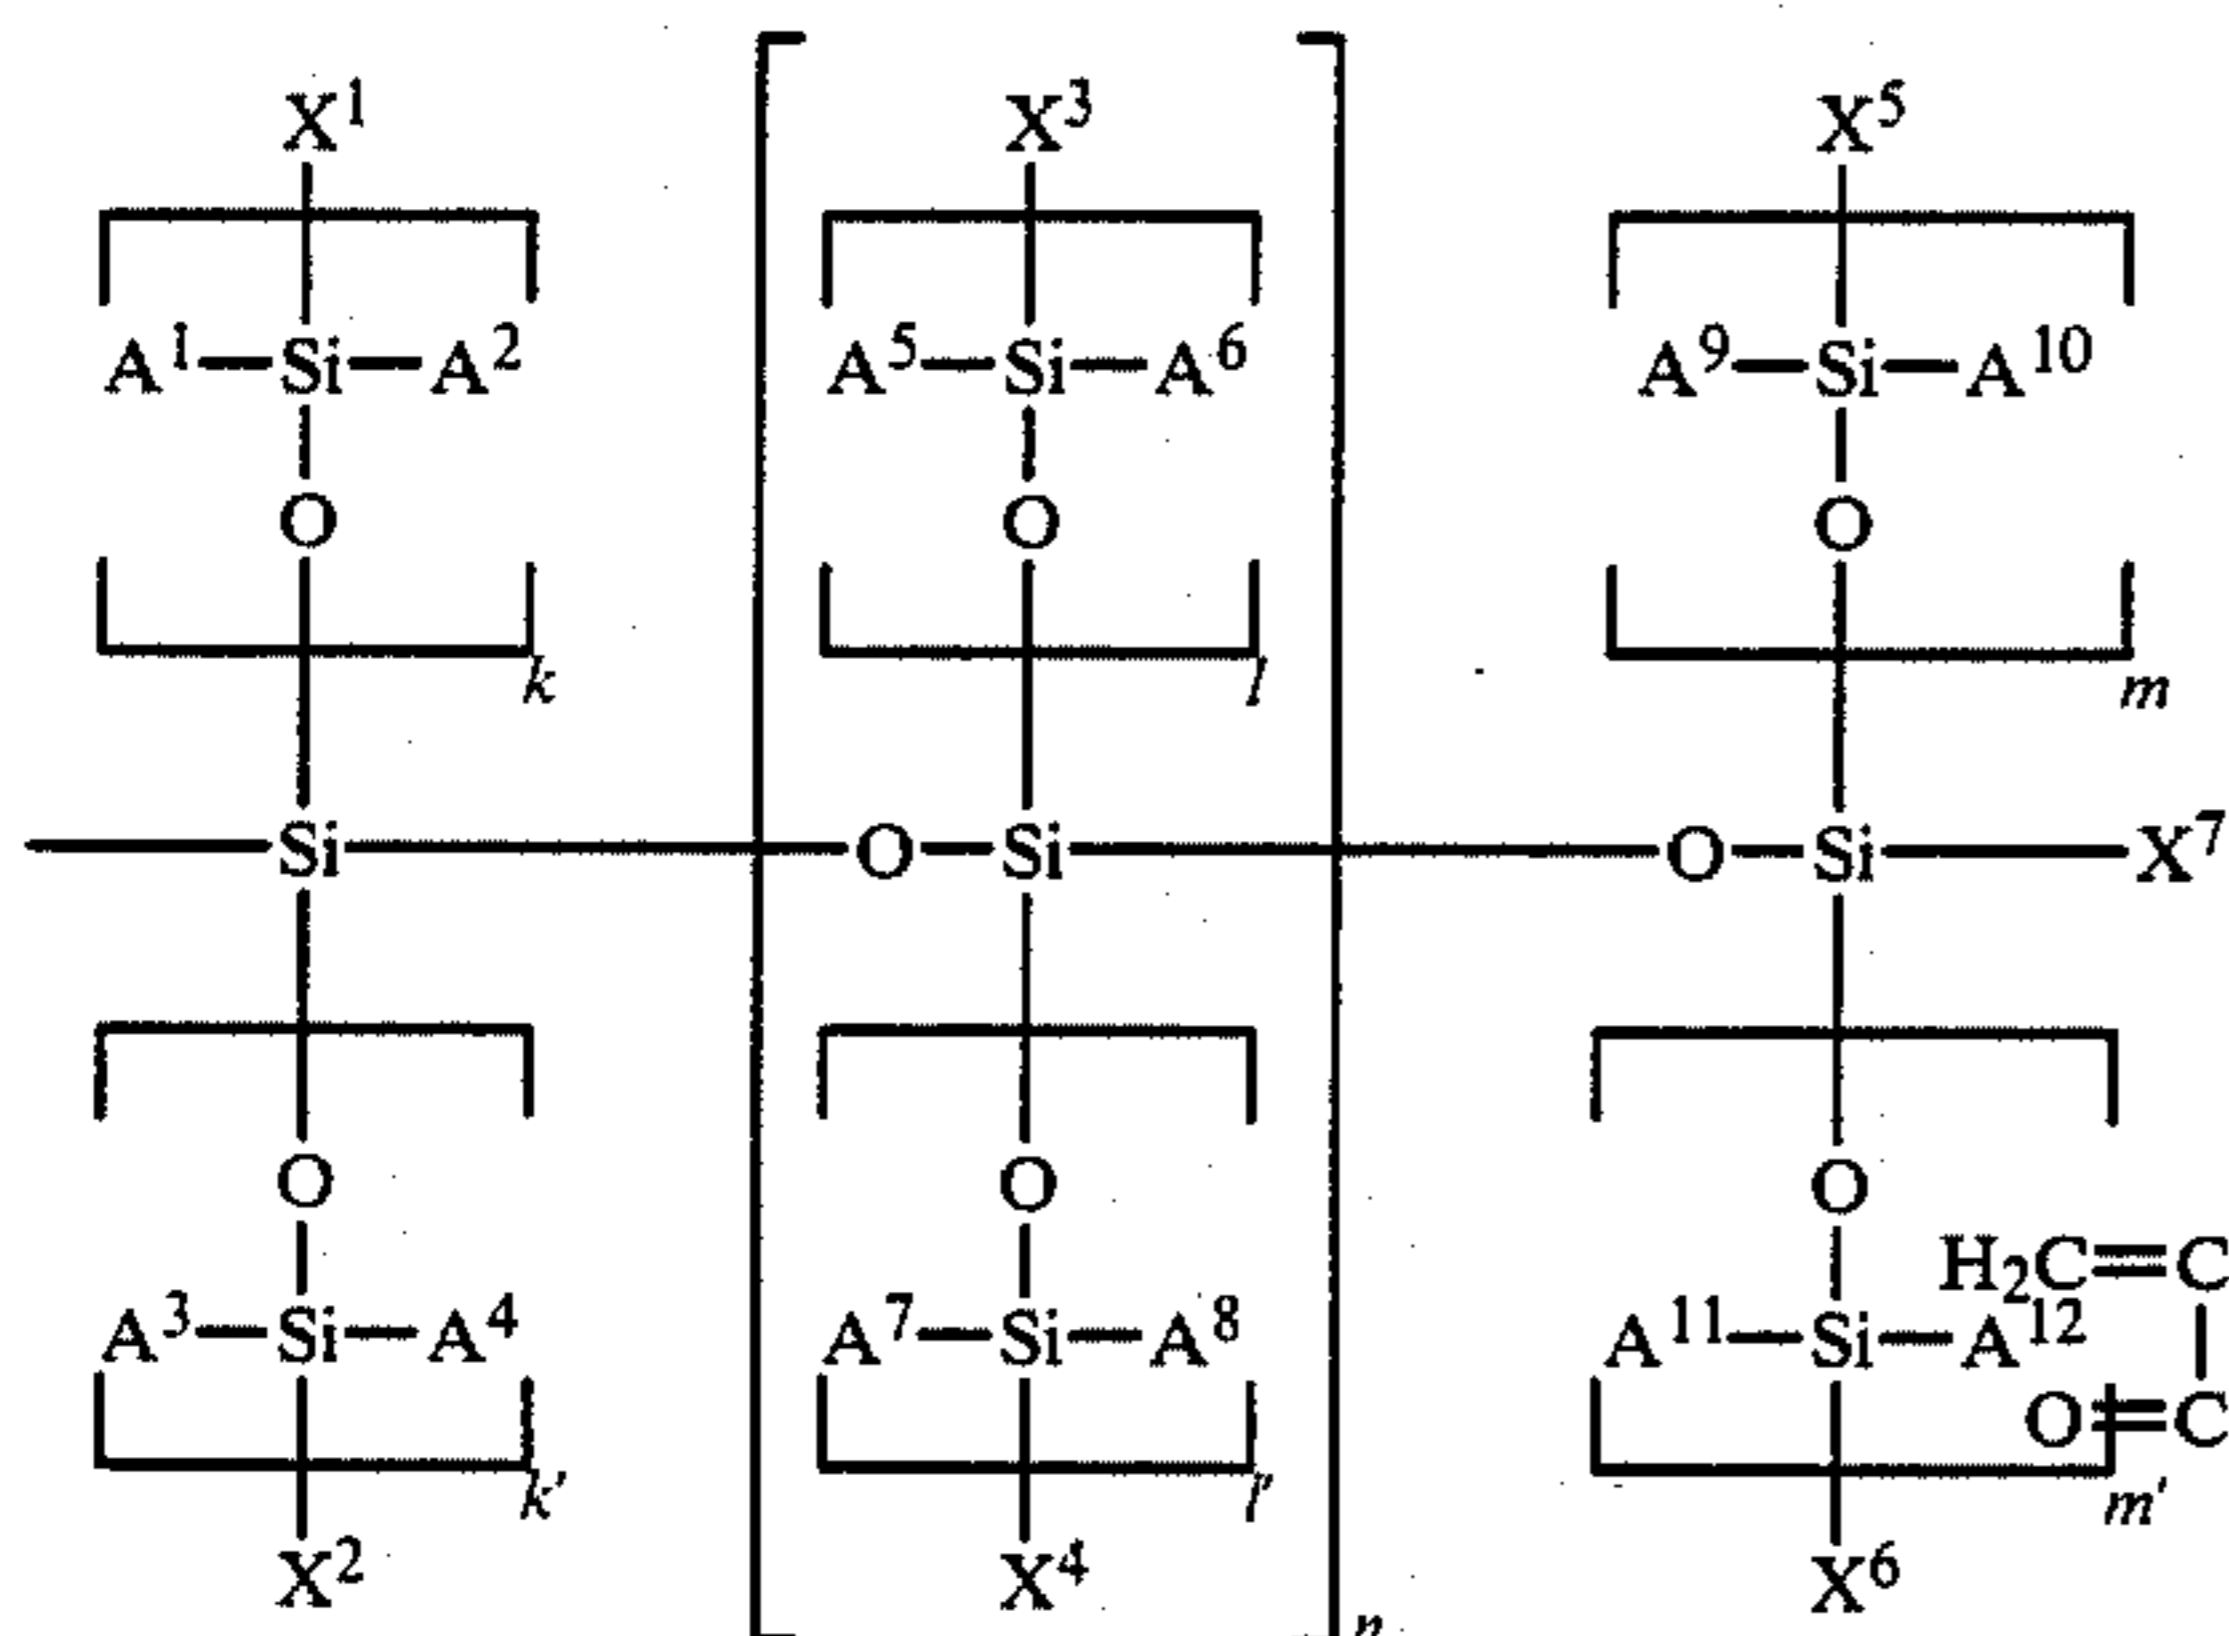 X¹ X³ X⁵
A¹—Si—A² A⁵—Si—A⁶ A⁹—Si—A¹⁰
O O O
k l m
—Si—O—Si—O—Si—X⁷
O O O
H₂C=C
A³—Si—A⁴ A⁷—Si—A⁸ A¹¹—Si—A¹²
O=C
k' l' m'
X² X⁴ X⁶
n